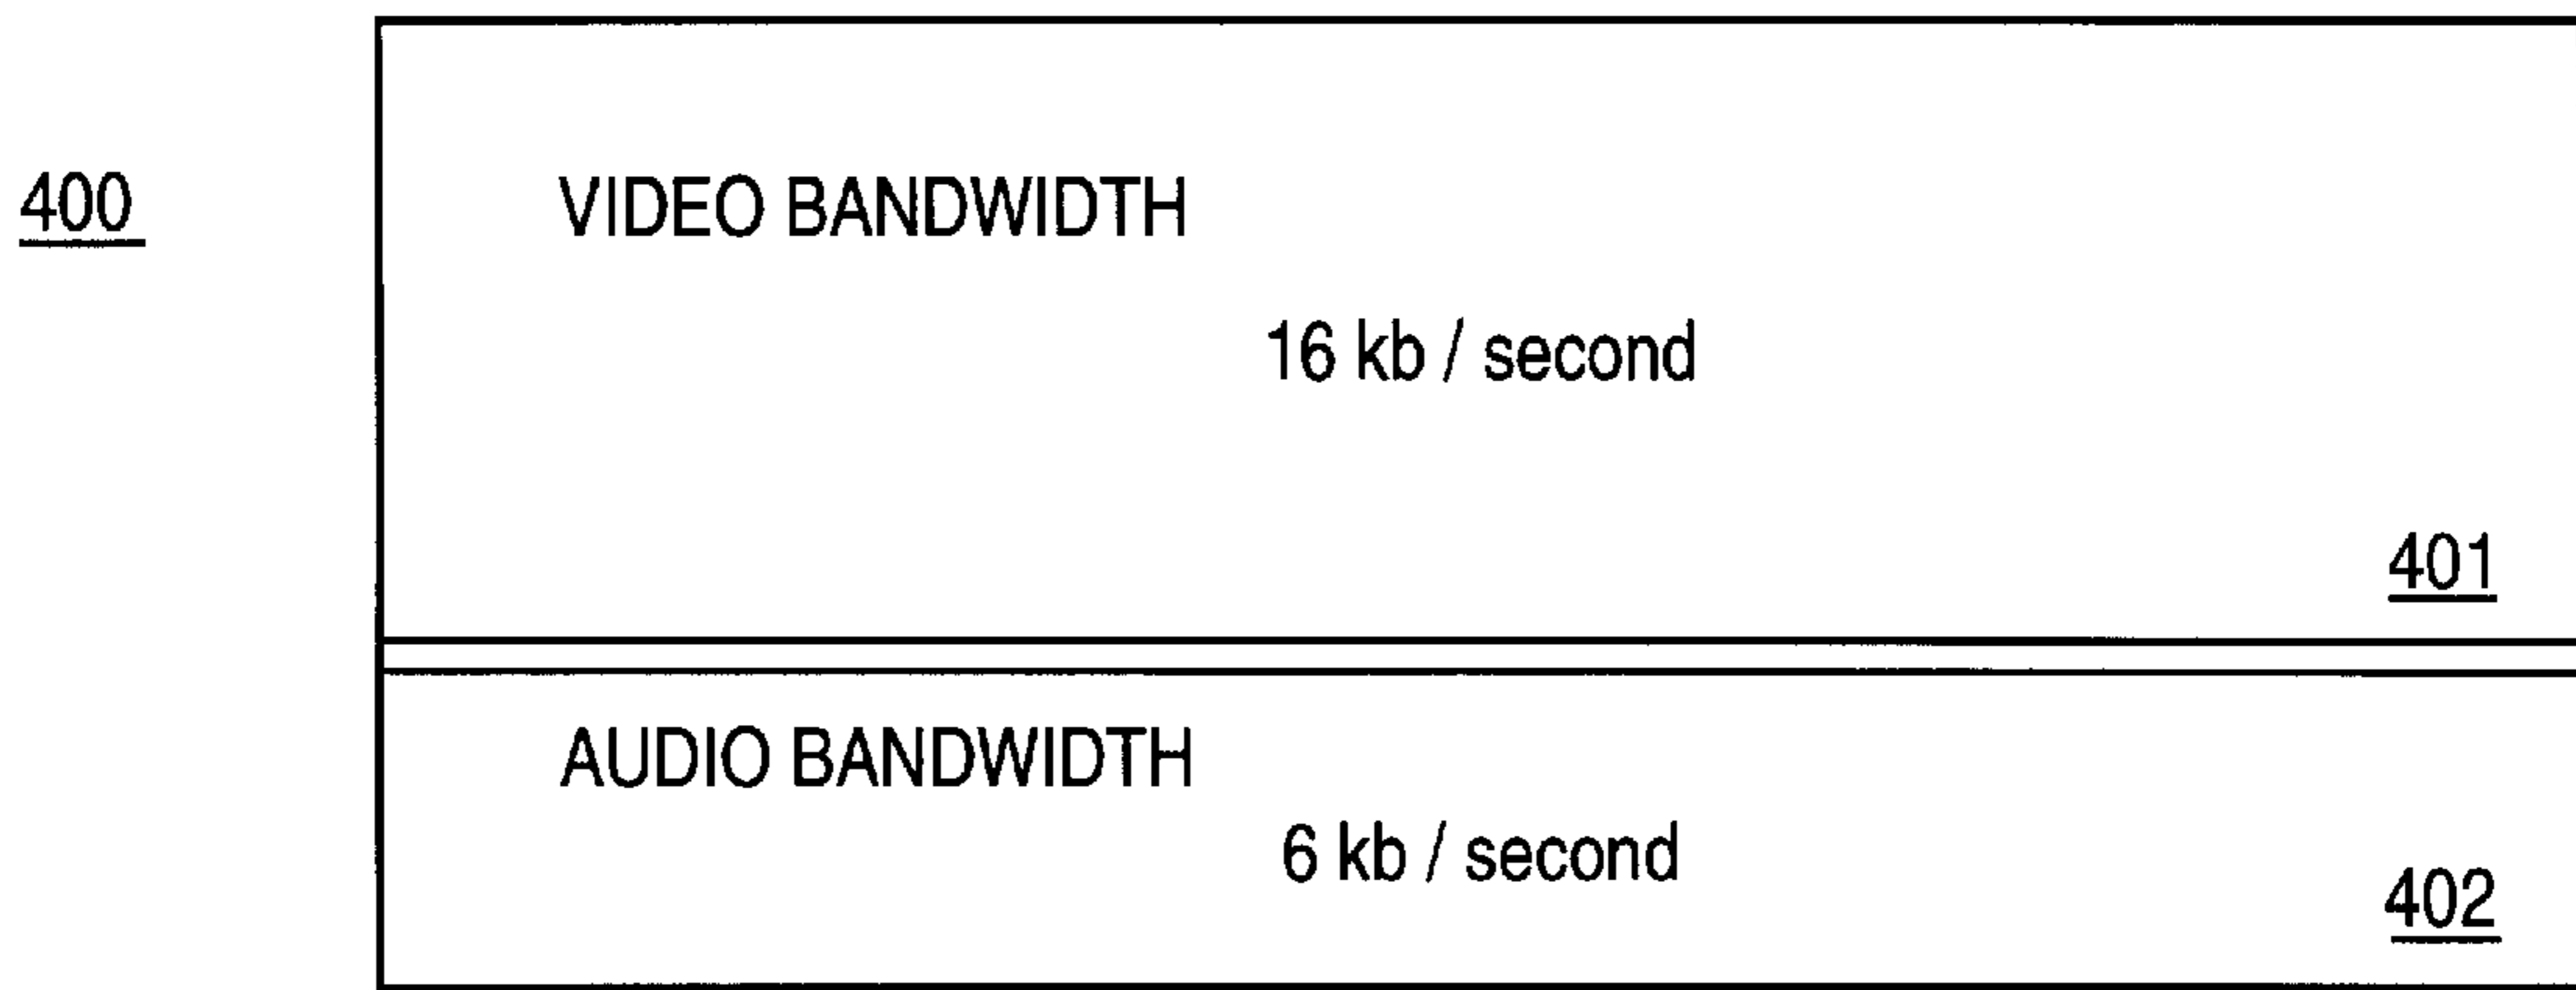 400
VIDEO BANDWIDTH
16 kb / second
401
AUDIO BANDWIDTH
6 kb / second
402